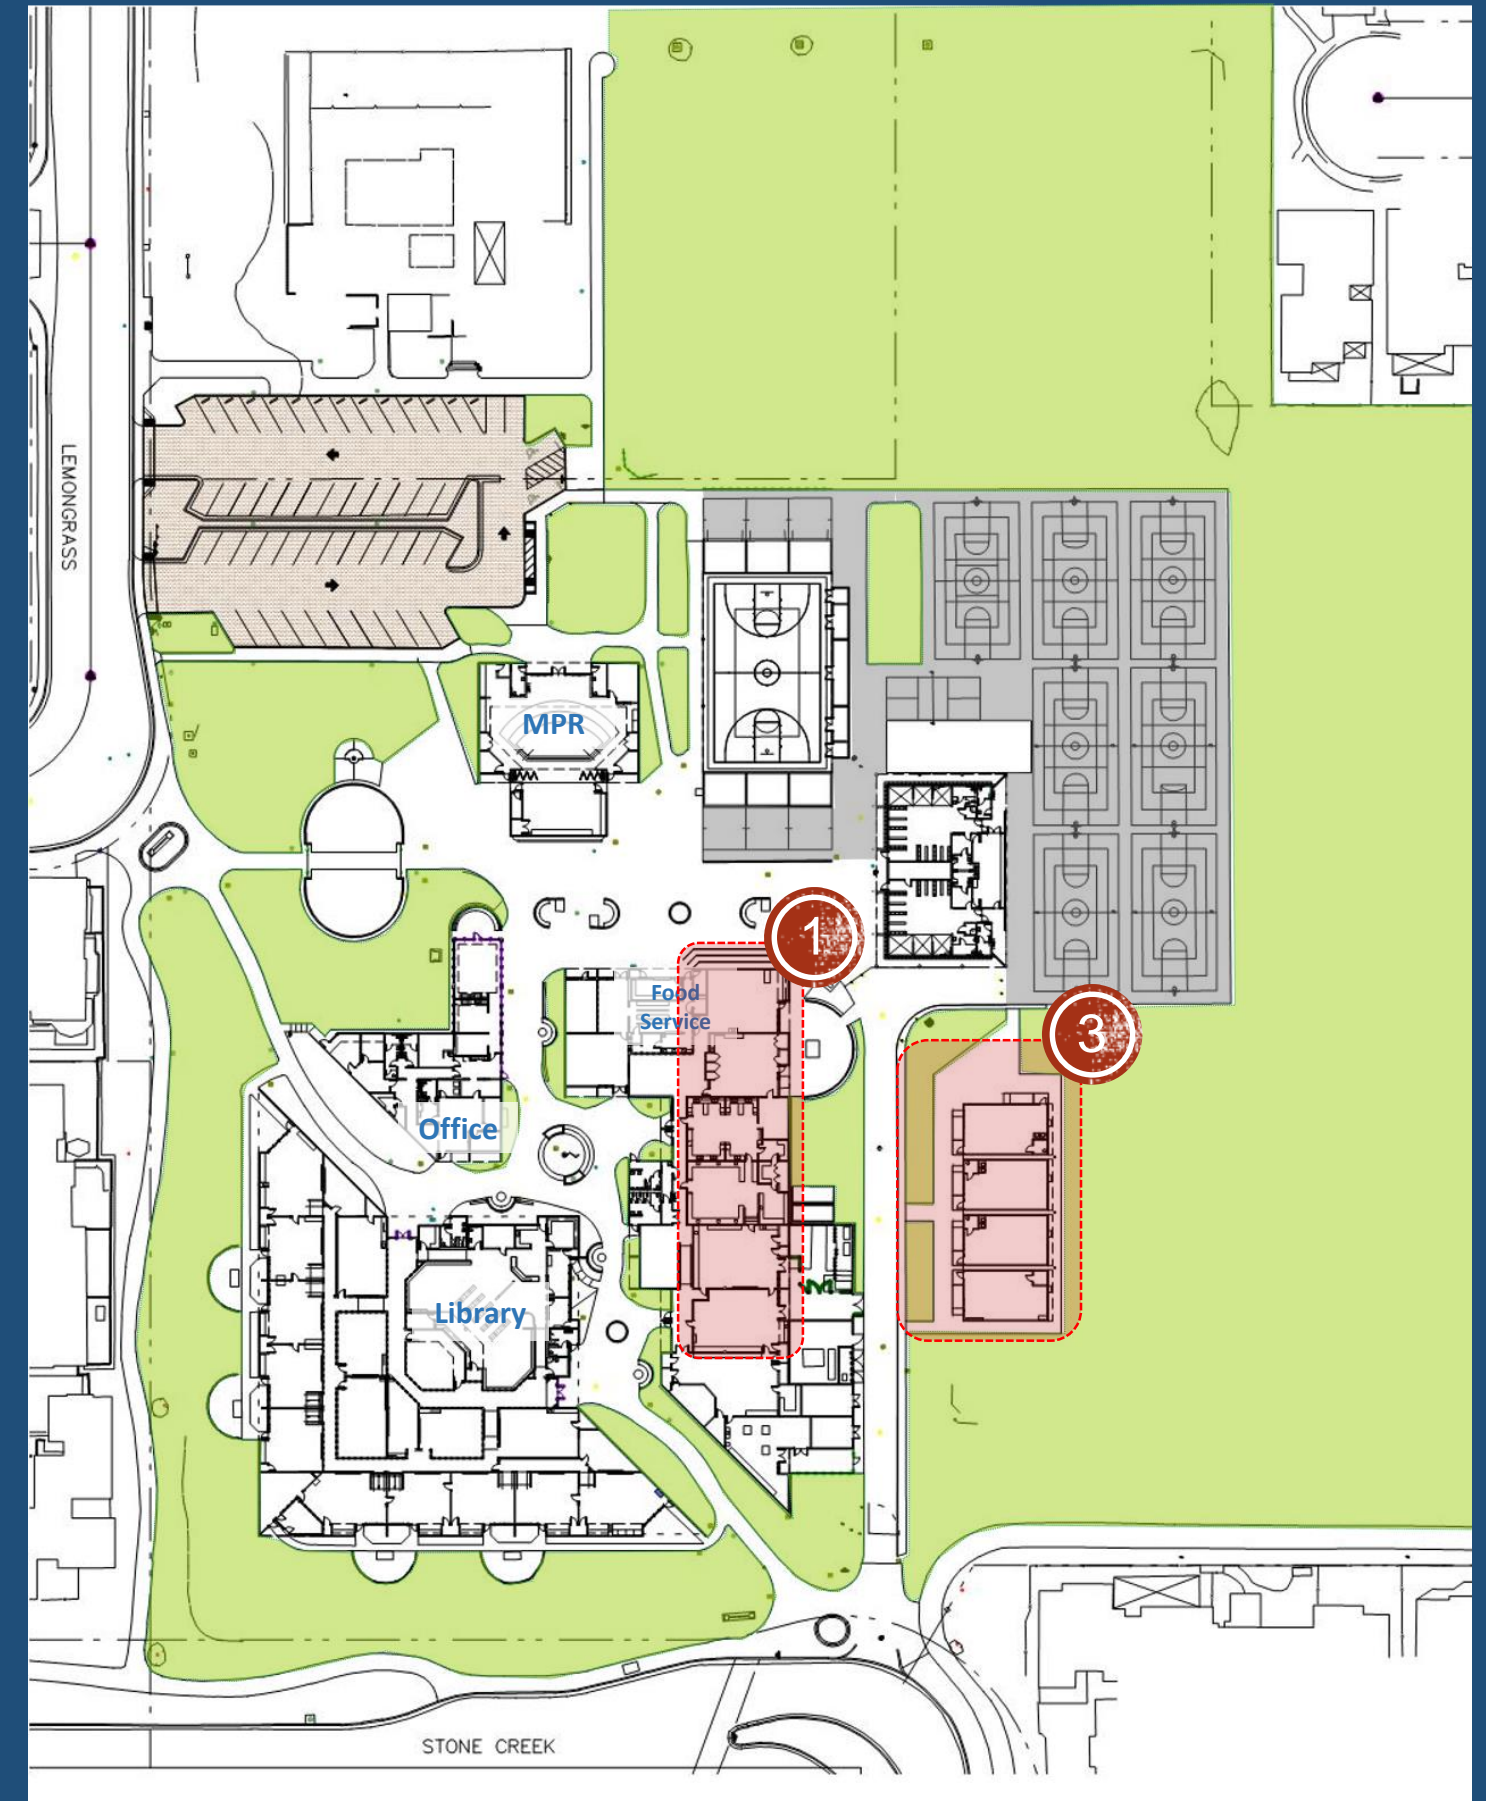 LEMONGRASS
MPR
1
Food
Service
3
Office
Library
STONE CREEK